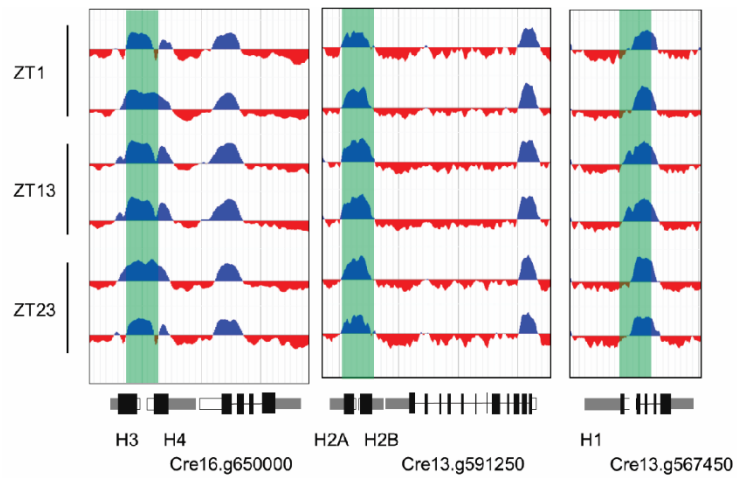 ZT1
ZT13
ZT23
H3 H4 H2A H2B H1
Cre16.g650000 Cre13.g591250 Cre13.g567450